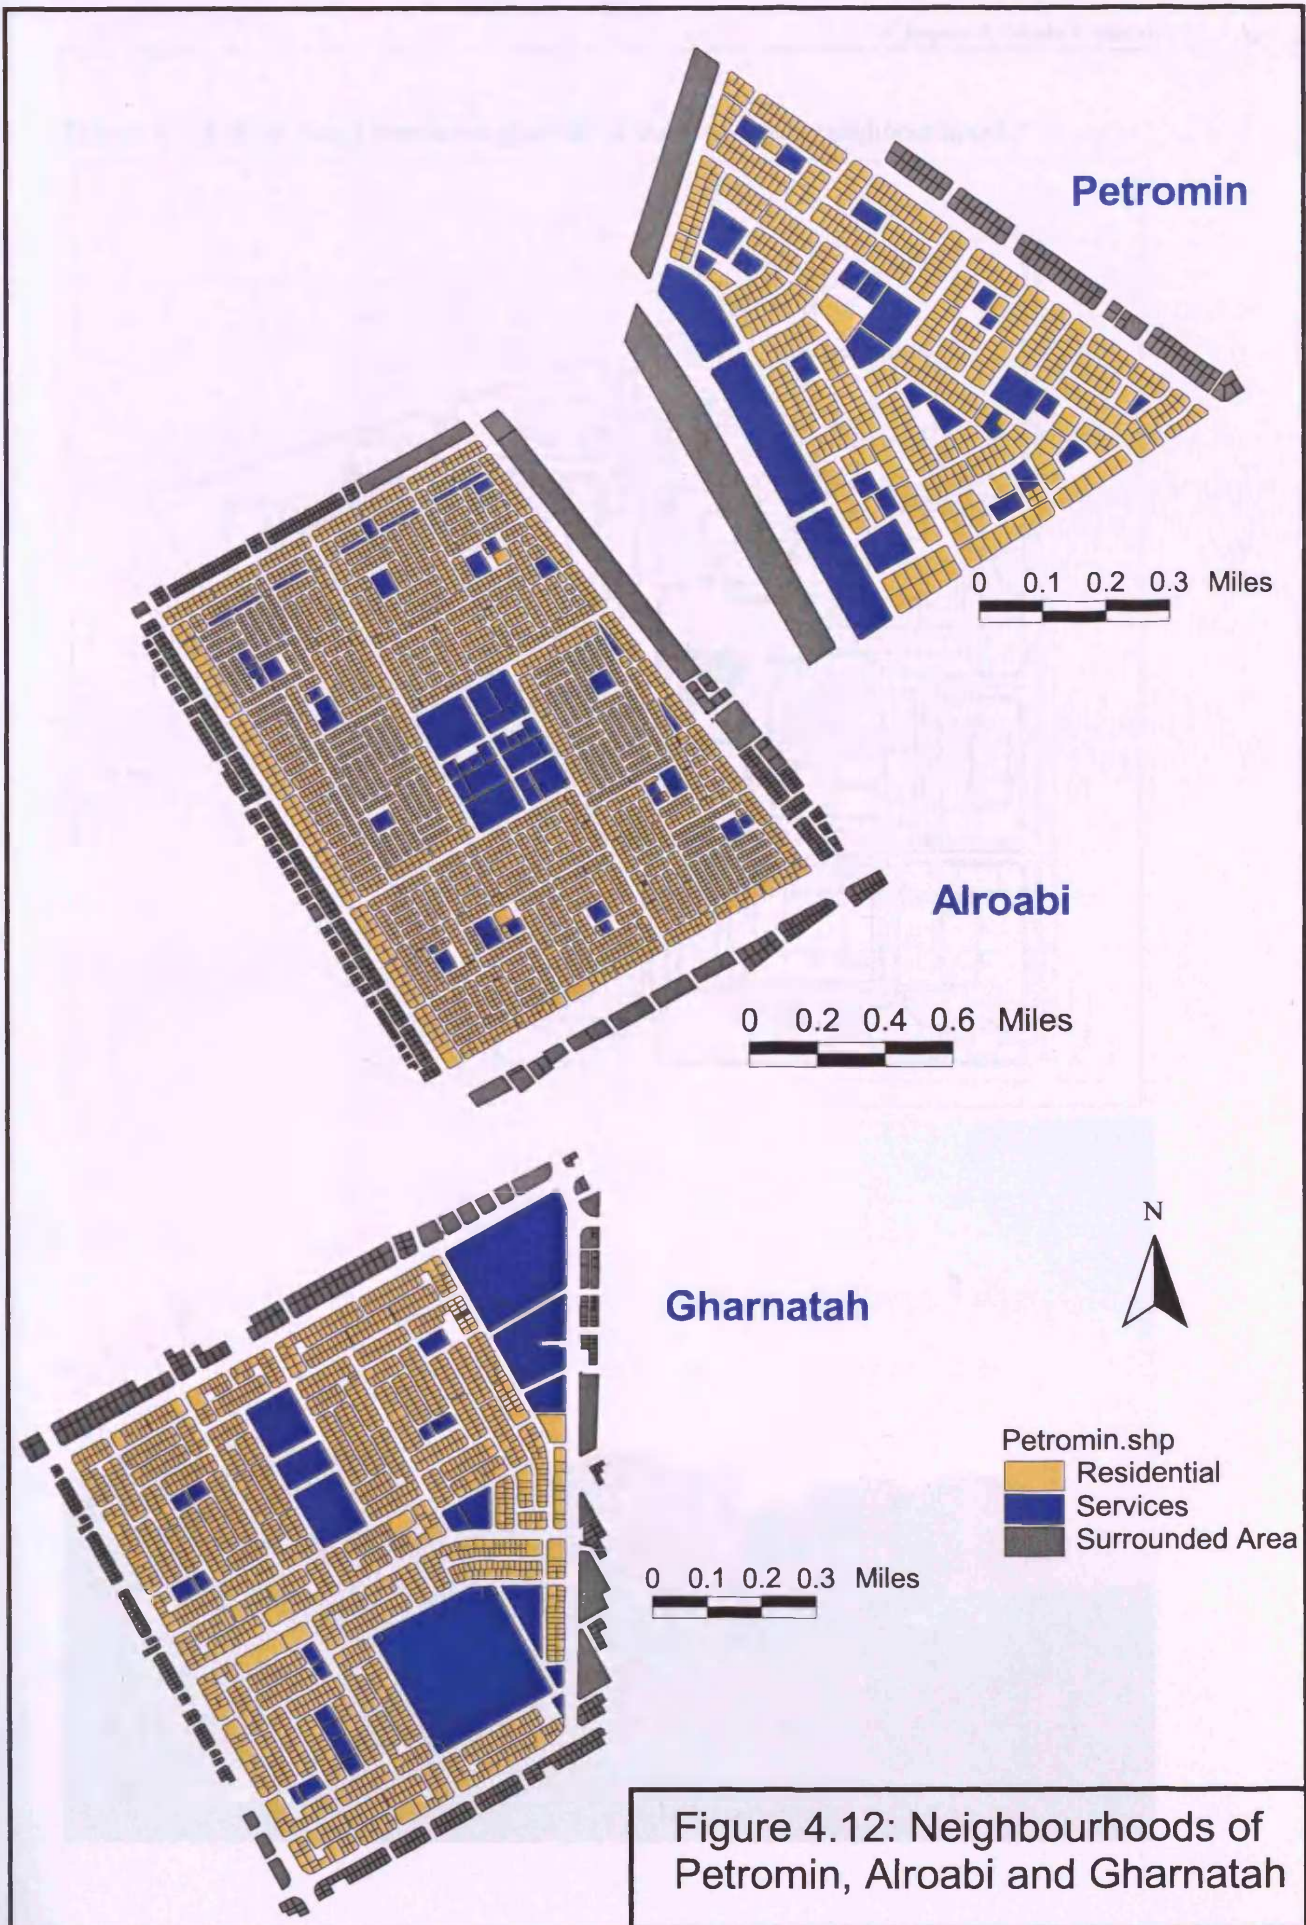 Petromin
0 0.1 0.2 0.3 Miles
Alroabi
0 0.2 0.4 0.6 Miles
N
Gharnatah
Petromin.shp
Residential
Services
Surrounded Area
0 0.1 0.2 0.3 Miles
Figure 4.12: Neighbourhoods of
Petromin, Alroabi and Gharnatah